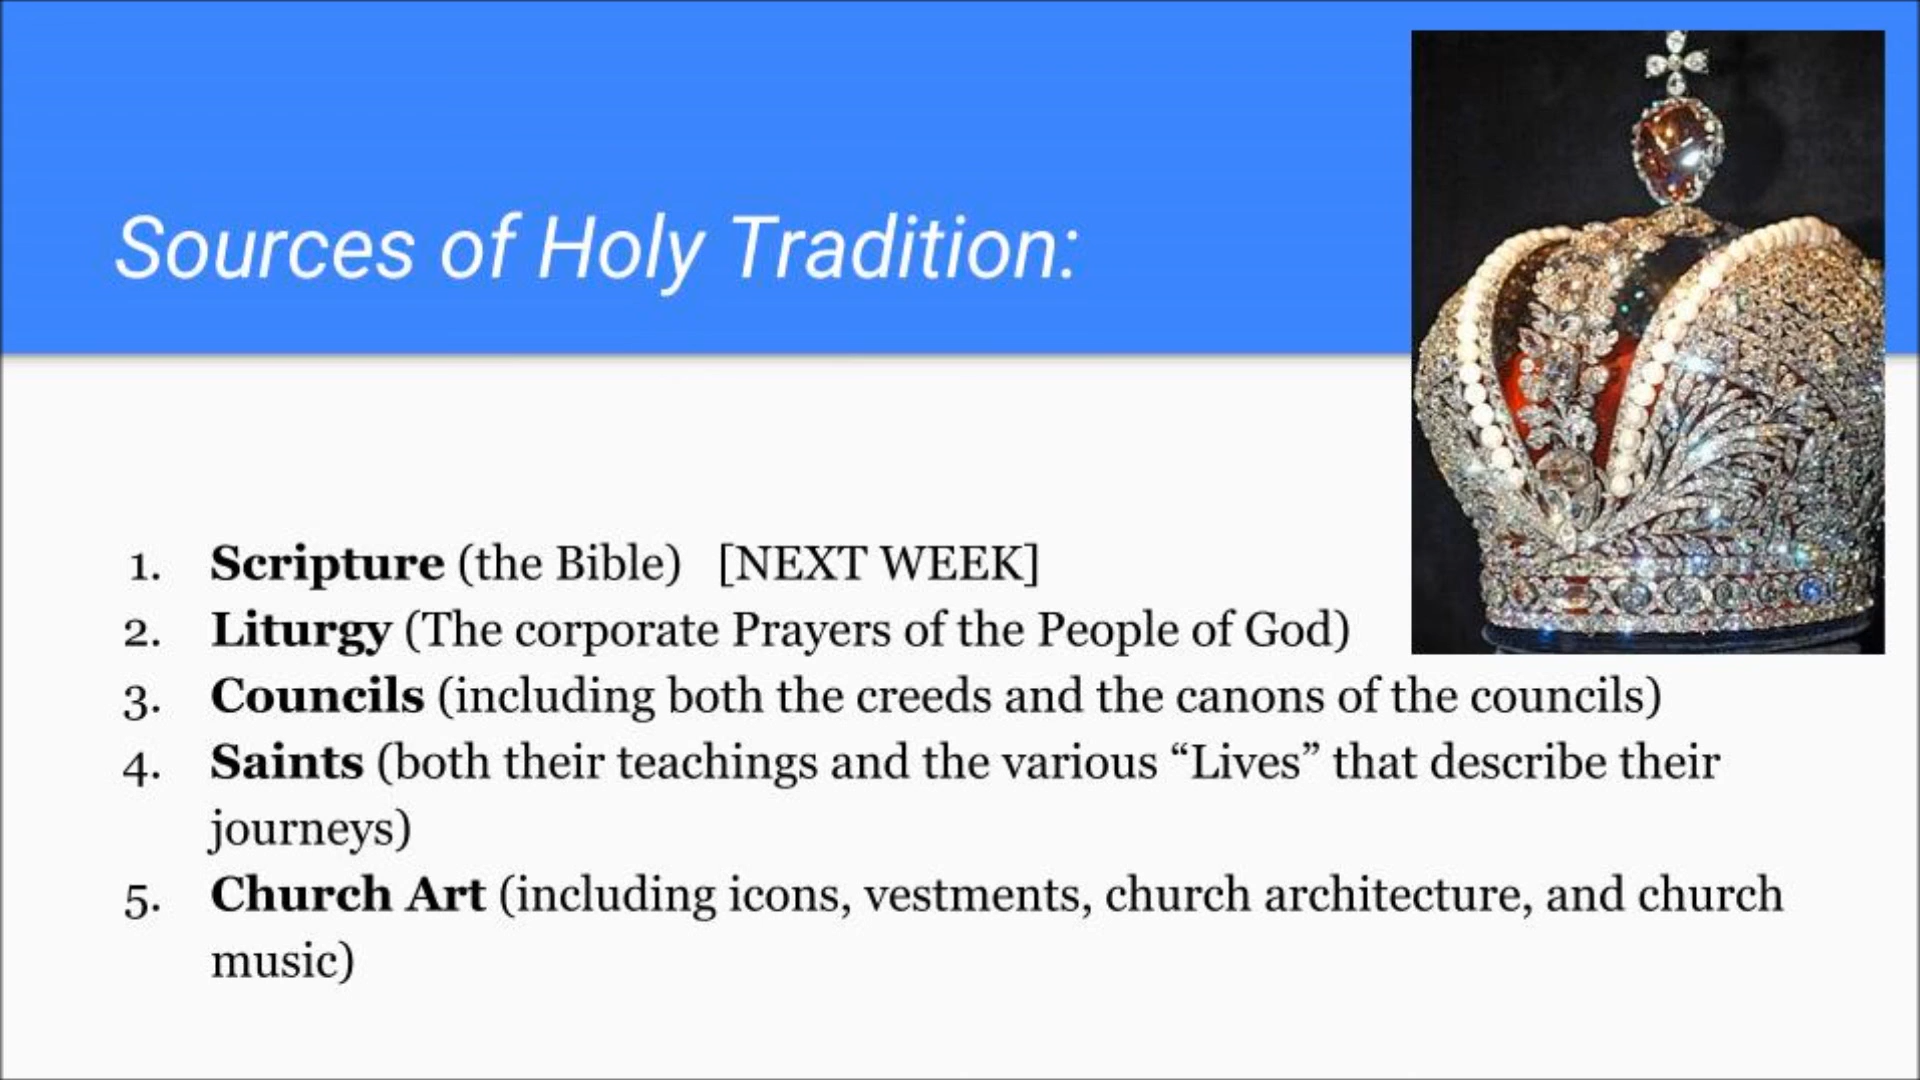 Sources of Holy Tradition:
1. Scripture (the Bible) [NEXT WEEK]
2. Liturgy (The corporate Prayers of the People of God)
3. Councils (including both the creeds and the canons of the councils)
4. Saints (both their teachings and the various “Lives” that describe their
journeys)
5. Church Art (including icons, vestments, church architecture, and church
music)